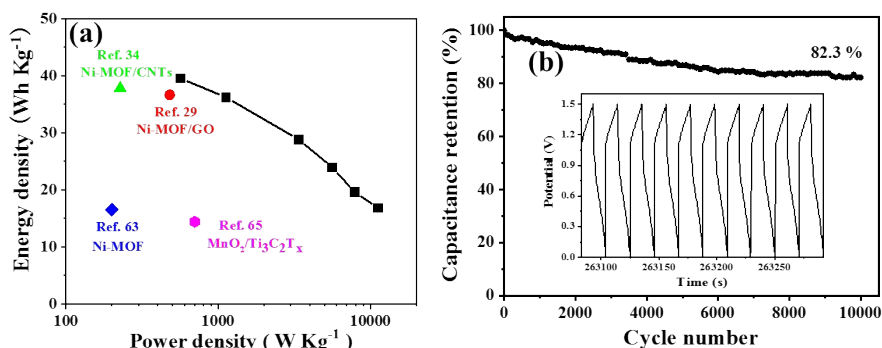 (a)
Energy density (Wh Kg-1)
50
40
30
20
10
0
Ref. 34
Ni-MOF/CNTs
Ref. 29
Ni-MOF/GO
Ref. 63
Ni-MOF
Ref. 65
MnO2/Ti3C2Tx
100
1000
10000
Power density ( W Kg-1 )
(b)
Capacitance retention (%)
100
80
60
40
20
0
82.3 %
Potential (V)
1.5
1.2
0.9
0.6
0.3
0.0
263100
263150
263200
263250
Time (s)
0
2000
4000
6000
8000
10000
Cycle number